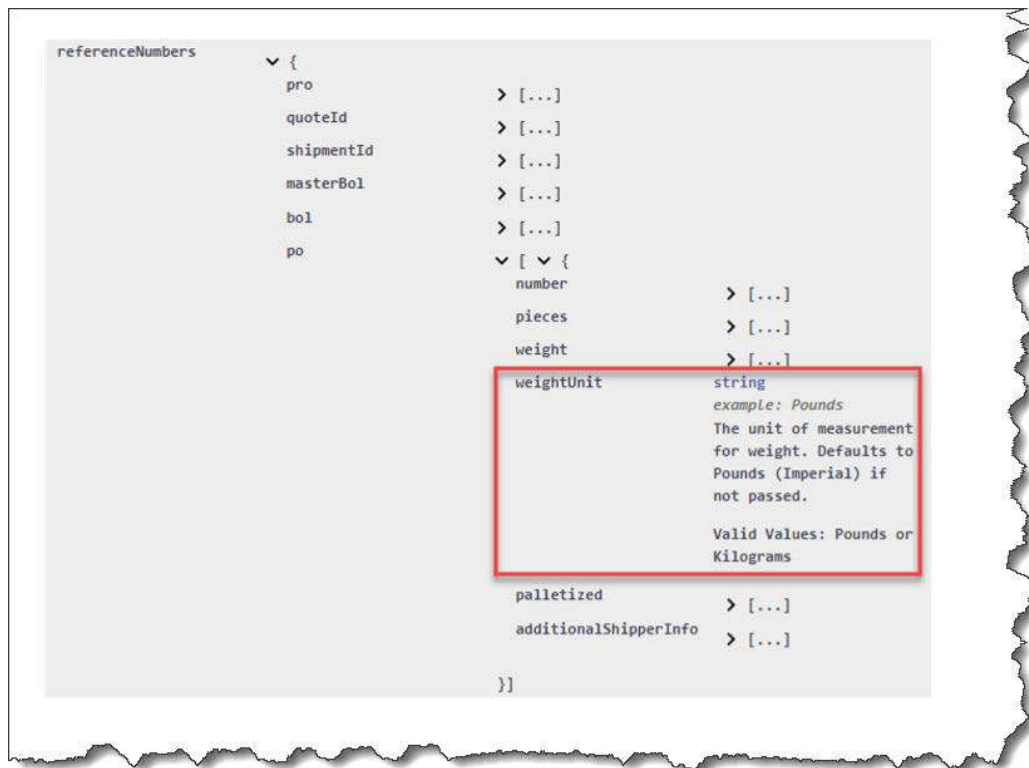 referenceNumbers
{
pro
[...]
quoteId
[...]
shipmentId
[...]
masterBol
[...]
bol
[...]
po
[ {
number
[...]
pieces
[...]
weight
[...]
weightUnit string
example: Pounds
The unit of measurement
for weight. Defaults to
Pounds (Imperial) if
not passed.
Valid Values: Pounds or
Kilograms
palletized
[...]
additionalShipperInfo
[...]
}]